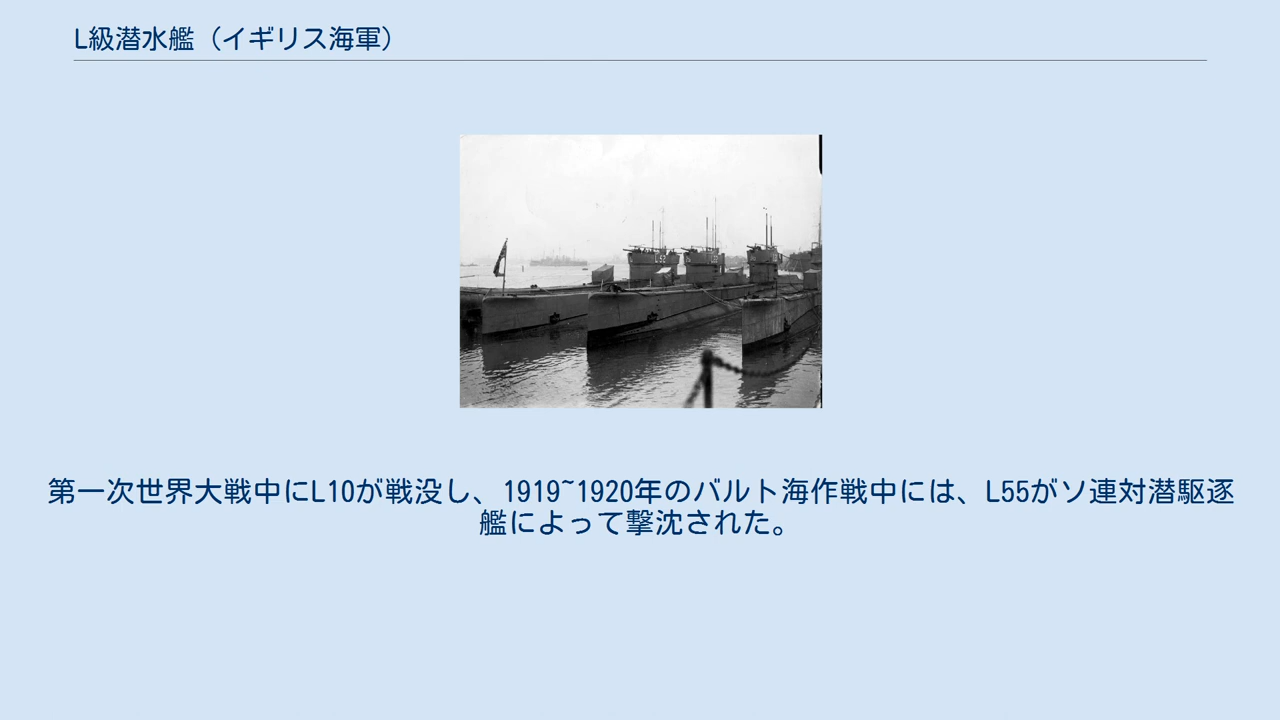 L級潜水艦（イギリス海軍）
第一次世界大戦中にL10が戦没し、1919~1920年のバルト海作戦中には、L55がソ連対潜駆逐
艦によって撃沈された。